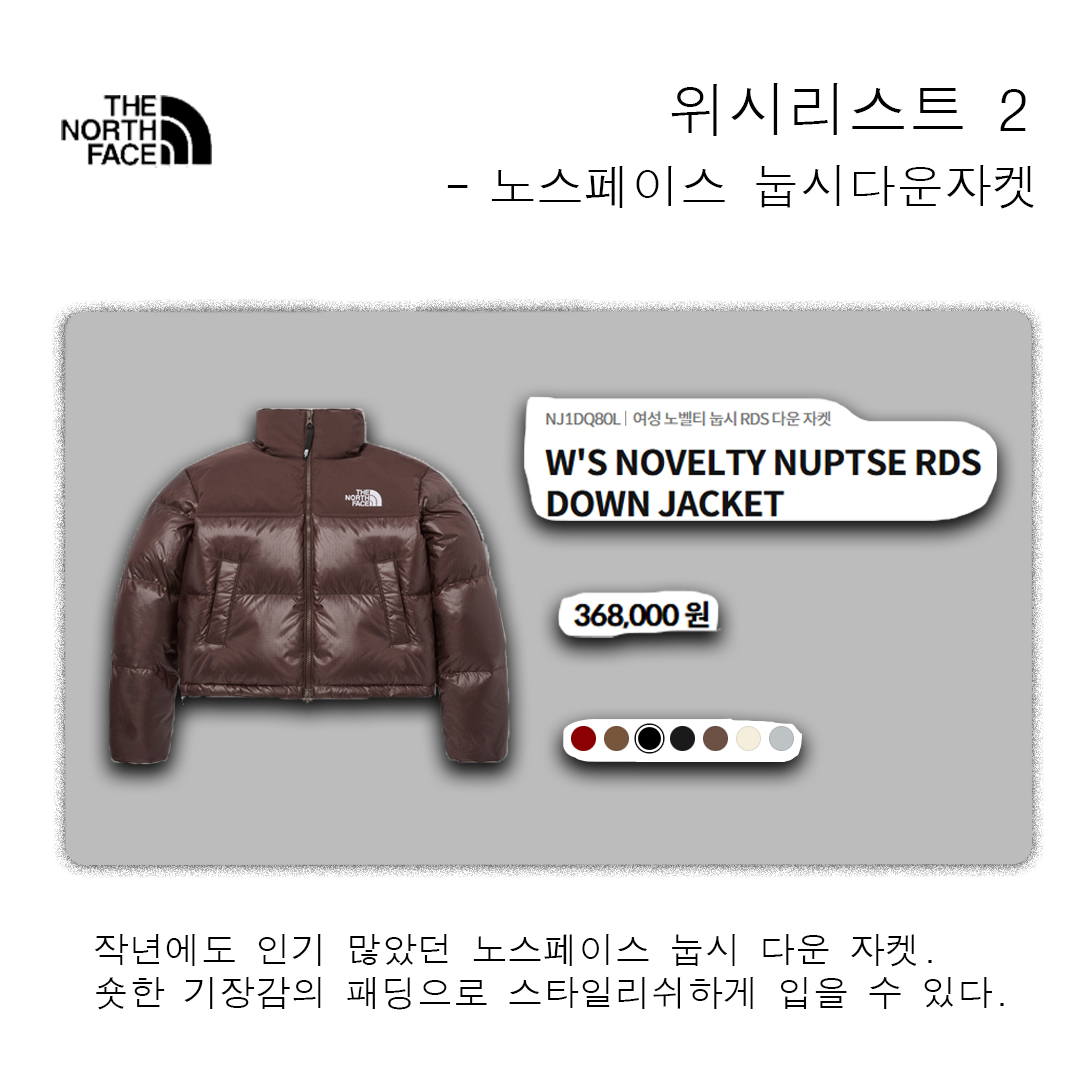 THE
NORTH
FACE
위시리스트 2
- 노스페이스 눕시다운자켓
THE
NORTH
FACE
NJ1DQ80L | 여성 노벨티 눕시 RDS 다운 자켓
W'S NOVELTY NUPTSE RDS
DOWN JACKET
368,000 원
작년에도 인기 많았던 노스페이스 눕시 다운 자켓.
숏한 기장감의 패딩으로 스타일리쉬하게 입을 수 있다.